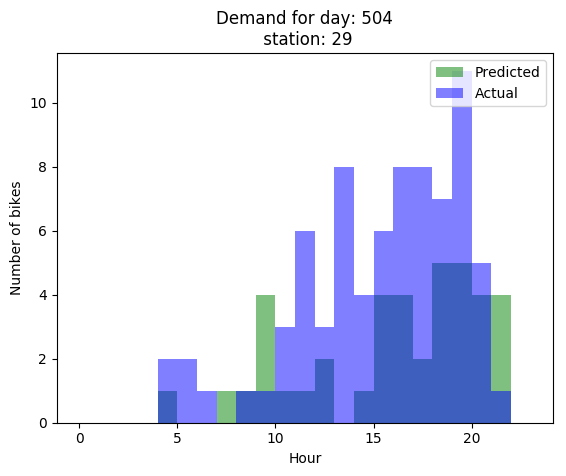 Demand for day: 504
station: 29
Predicted
Actual
Number of bikes
10
8
6
4
2
0
0
5
10
15
20
Hour